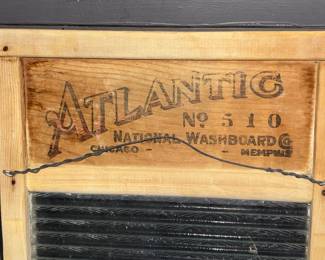 ATLANTIC
No 510
NATIONAL WASHBOARD Co
CHICAGO - - MEMPHIS